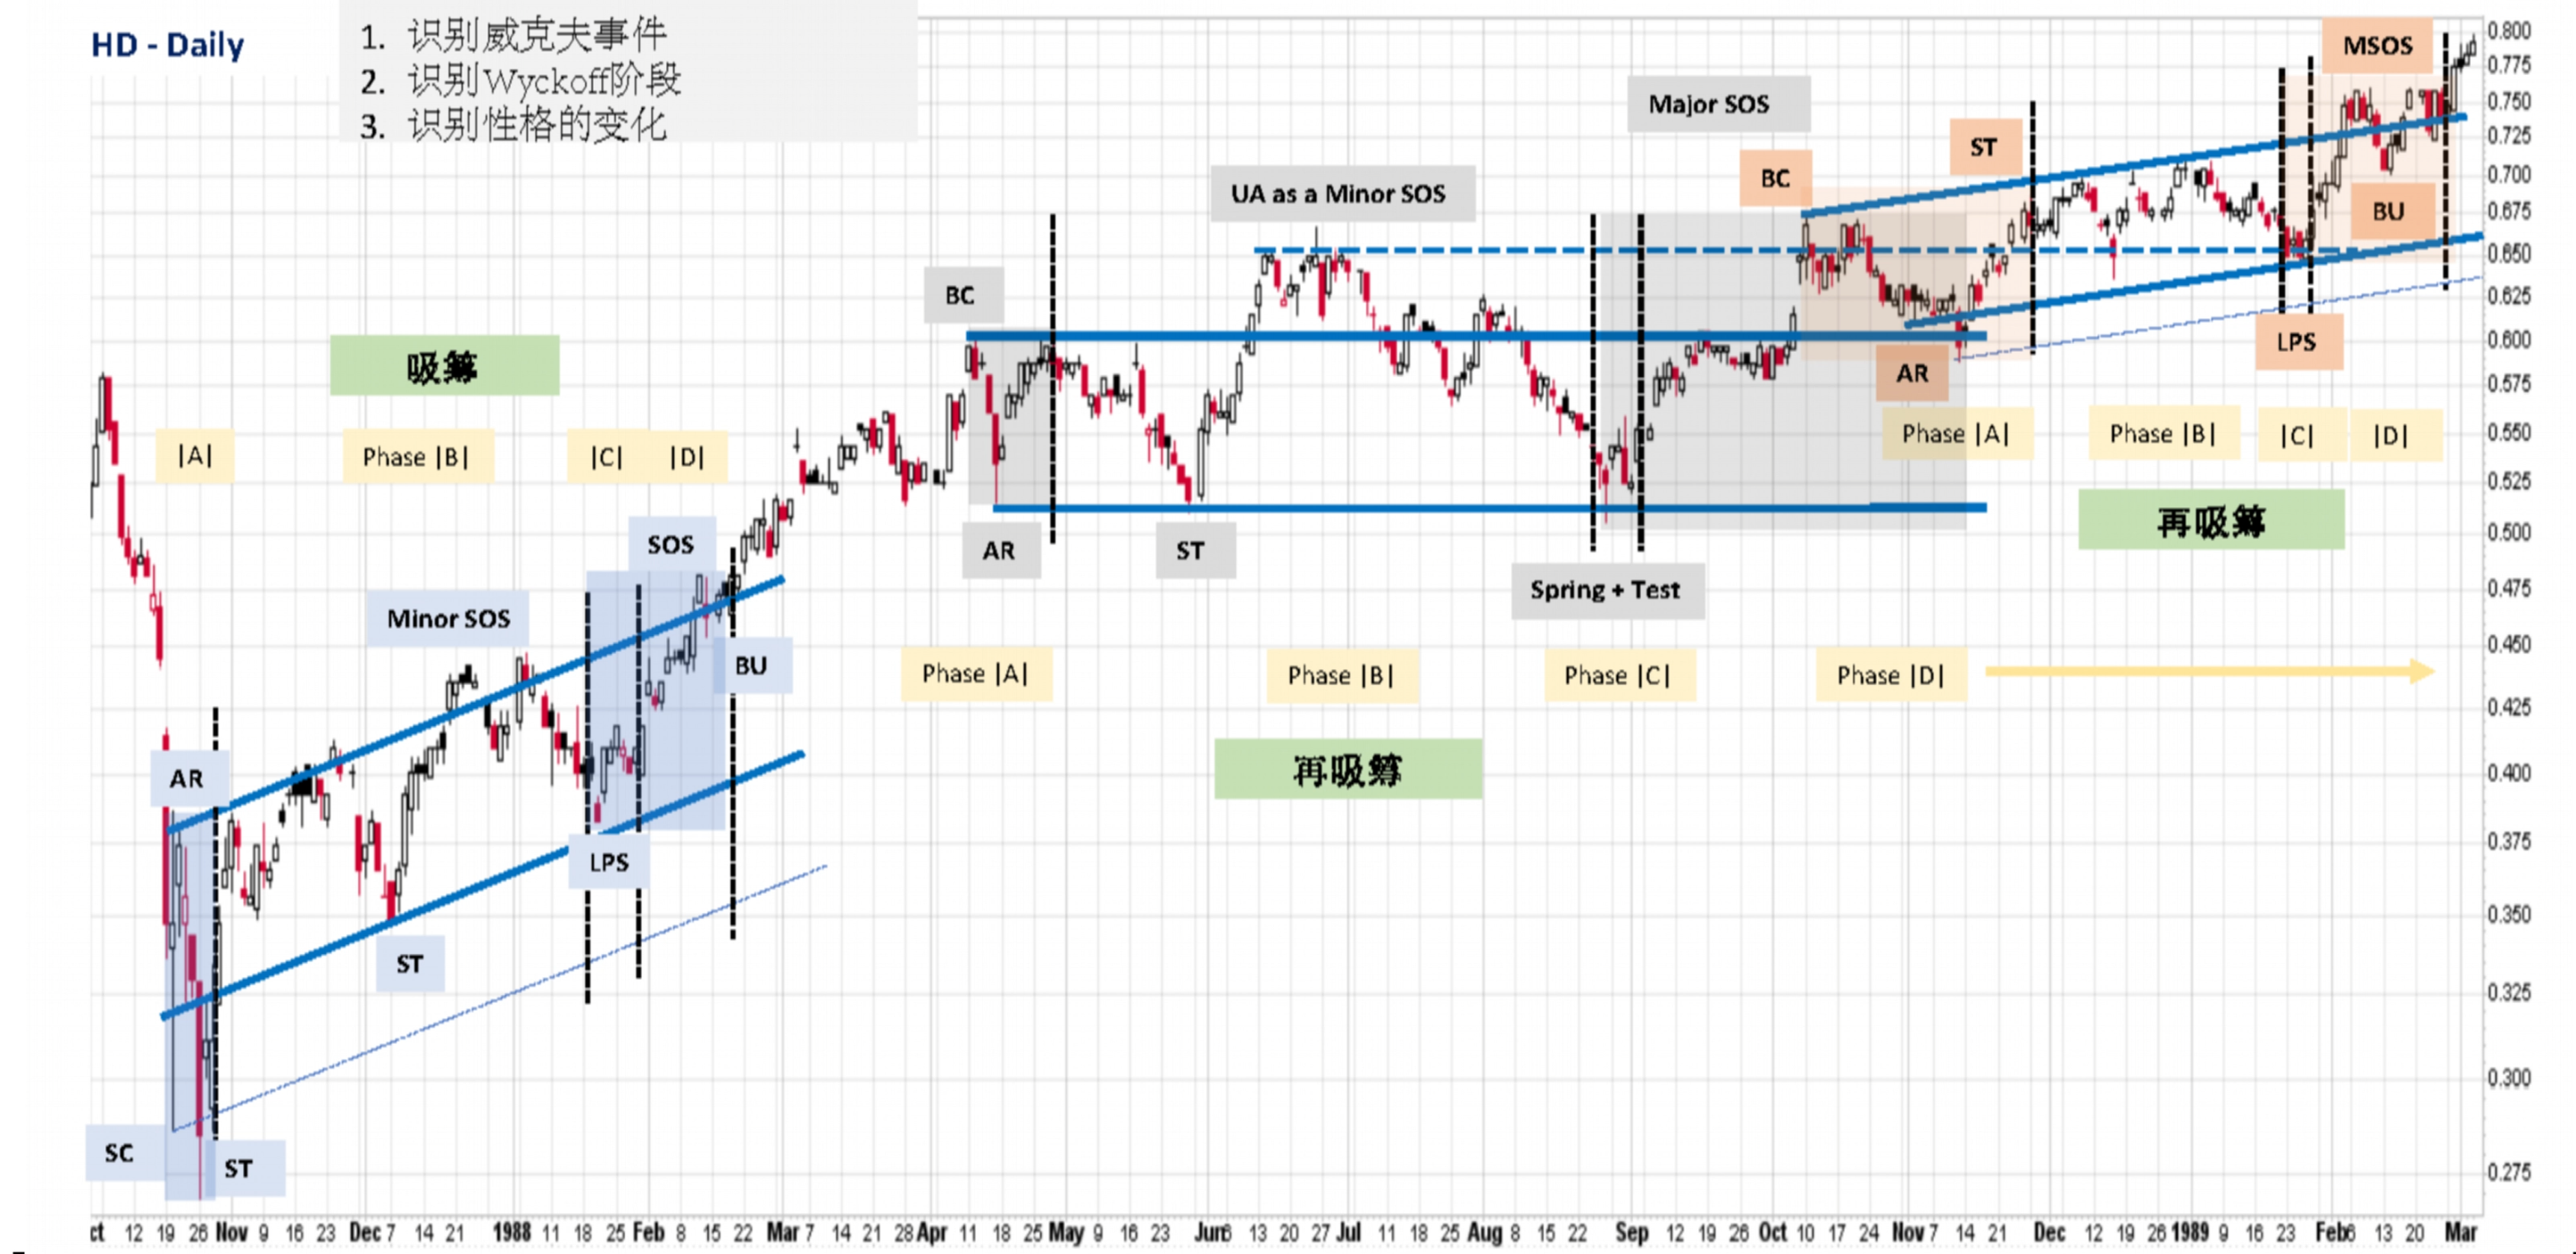 HD - Daily
1. 识别威克夫事件
2. 识别Wyckoff阶段
3. 识别性格的变化
MSOS
Major SOS
ST
BC
UA as a Minor SOS
BU
BC
LPS
AR
吸筹
|A|
Phase |B|
|C|
|D|
Phase |A|
Phase |B|
|C|
|D|
再吸筹
SOS
AR
ST
Spring + Test
Minor SOS
BU
Phase |A|
Phase |B|
Phase |C|
Phase |D|
再吸筹
AR
LPS
ST
SC
ST
0.800
0.775
0.750
0.725
0.700
0.675
0.650
0.625
0.600
0.575
0.550
0.525
0.500
0.475
0.450
0.425
0.400
0.375
0.350
0.325
0.300
0.275
ct 12 19 26 Nov 9 16 23 Dec 7 14 21 1988 11 18 25 Feb 8 15 22 Mar 7 14 21 28 Apr 11 18 25 May 9 16 23 Jun 6 13 20 27 Jul 11 18 25 Aug 8 15 22 Sep 12 19 26 Oct 10 17 24 Nov 7 14 21 Dec 12 19 26 1989 9 16 23 Feb 6 13 20 Mar